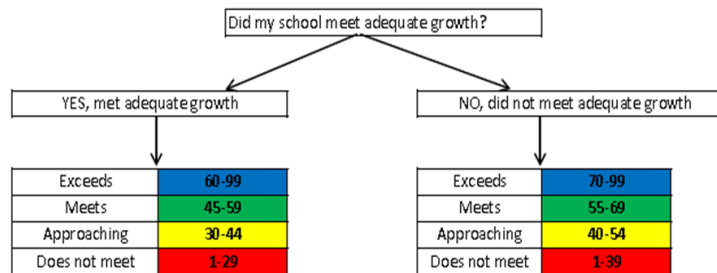 Did my school meet adequate growth?
YES, met adequate growth
NO, did not meet adequate growth
Exceeds 60-99
Meets 45-59
Approaching 30-44
Does not meet 1-29
Exceeds 70-99
Meets 55-69
Approaching 40-54
Does not meet 1-39